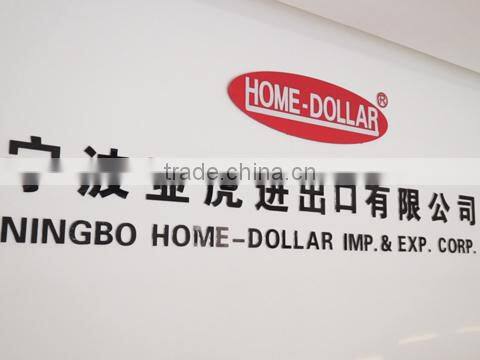 HOME-DOLLAR ®
trade.china.cn
宁波亚虎进出口有限公司
NINGBO HOME-DOLLAR IMP.& EXP. CORP.